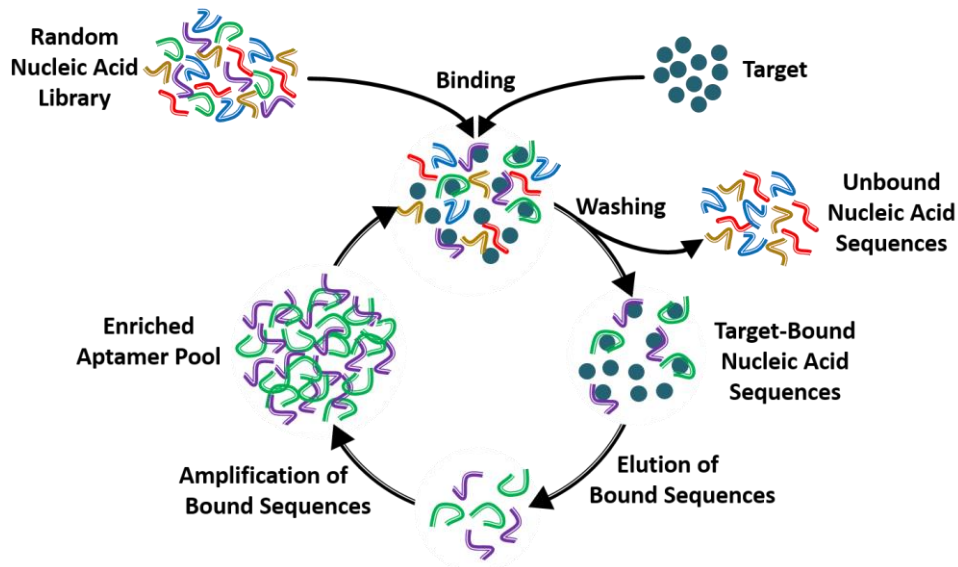 Random
Nucleic Acid
Library
Binding
Target
Washing
Unbound
Nucleic Acid
Sequences
Enriched
Aptamer Pool
Target-Bound
Nucleic Acid
Sequences
Amplification of
Bound Sequences
Elution of
Bound Sequences